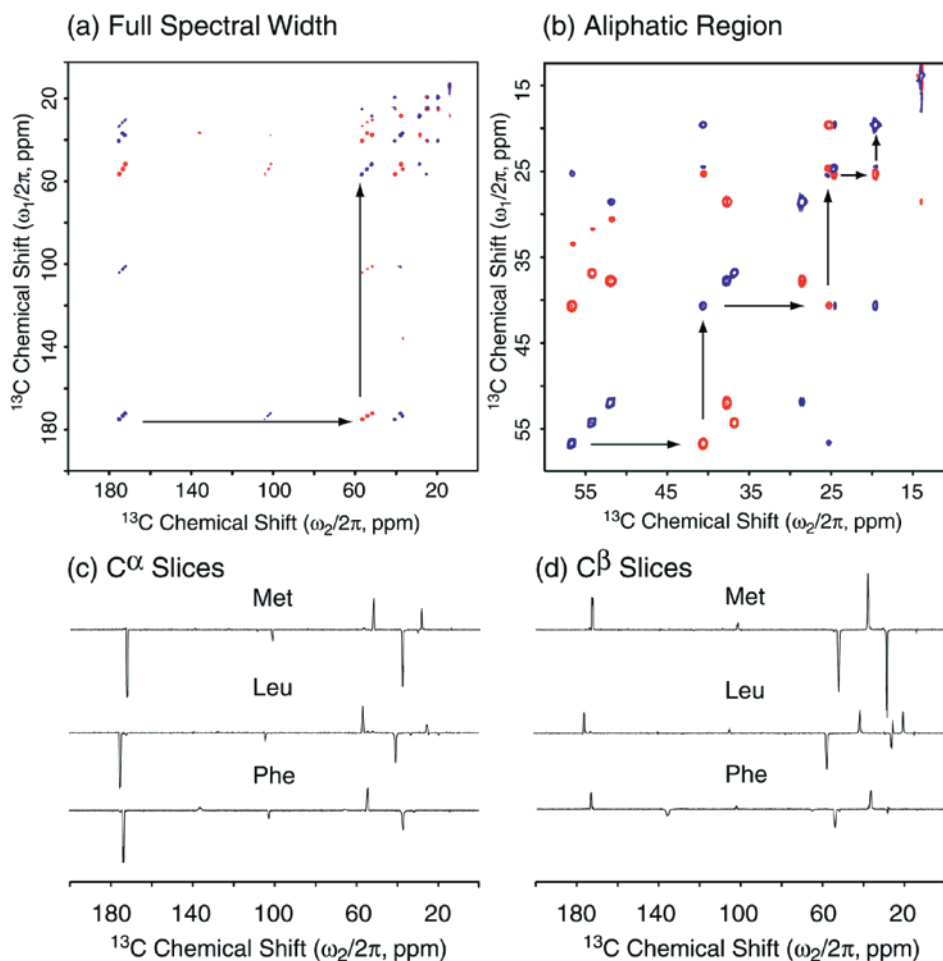 (a) Full Spectral Width
(b) Aliphatic Region
20
60
100
140
180
¹³C Chemical Shift (ω₁/2π, ppm)
180 140 100 60 20
¹³C Chemical Shift (ω₂/2π, ppm)
15
25
35
45
55
¹³C Chemical Shift (ω₁/2π, ppm)
55 45 35 25 15
¹³C Chemical Shift (ω₂/2π, ppm)
(c) Cᵅ Slices
Met
Leu
Phe
180 140 100 60 20
¹³C Chemical Shift (ω₂/2π, ppm)
(d) Cᵝ Slices
Met
Leu
Phe
180 140 100 60 20
¹³C Chemical Shift (ω₂/2π, ppm)